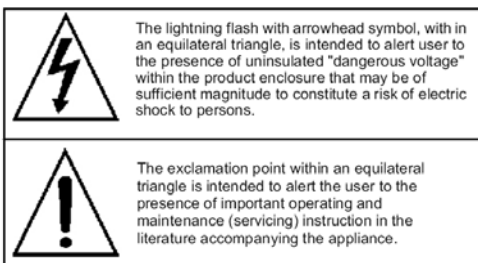 The lightning flash with arrowhead symbol, with in
an equilateral triangle, is intended to alert user to
the presence of uninsulated "dangerous voltage"
within the product enclosure that may be of
sufficient magnitude to constitute a risk of electric
shock to persons.
The exclamation point within an equilateral
triangle is intended to alert the user to the
presence of important operating and
maintenance (servicing) instruction in the
literature accompanying the appliance.